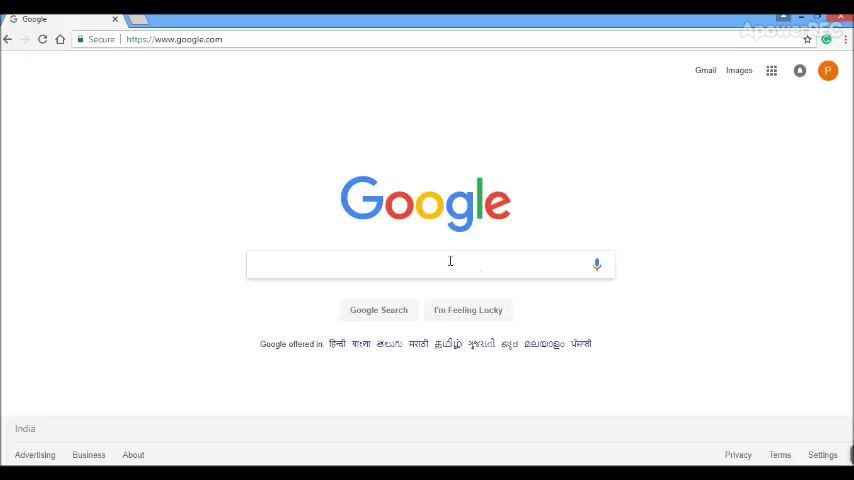 Google
ApowerREC
Secure https://www.google.com
Gmail Images P
Google
Google Search I'm Feeling Lucky
Google offered in: हिन्दी বাংলা తెలుగు मराठी தமிழ் ગુજરાતી ಕನ್ನಡ മലയാളം ਪੰਜਾਬੀ
India
Advertising Business About Privacy Terms Settings